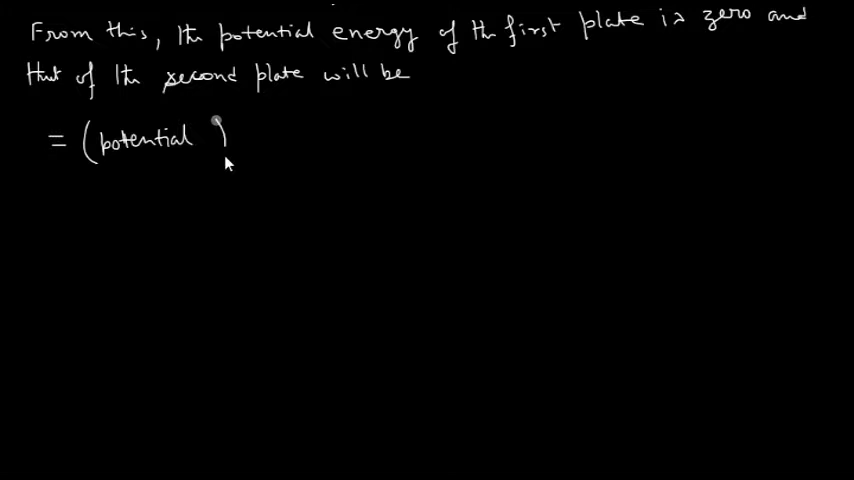 From this, the potential energy of the first plate is zero and
that of the second plate will be
= (potential )